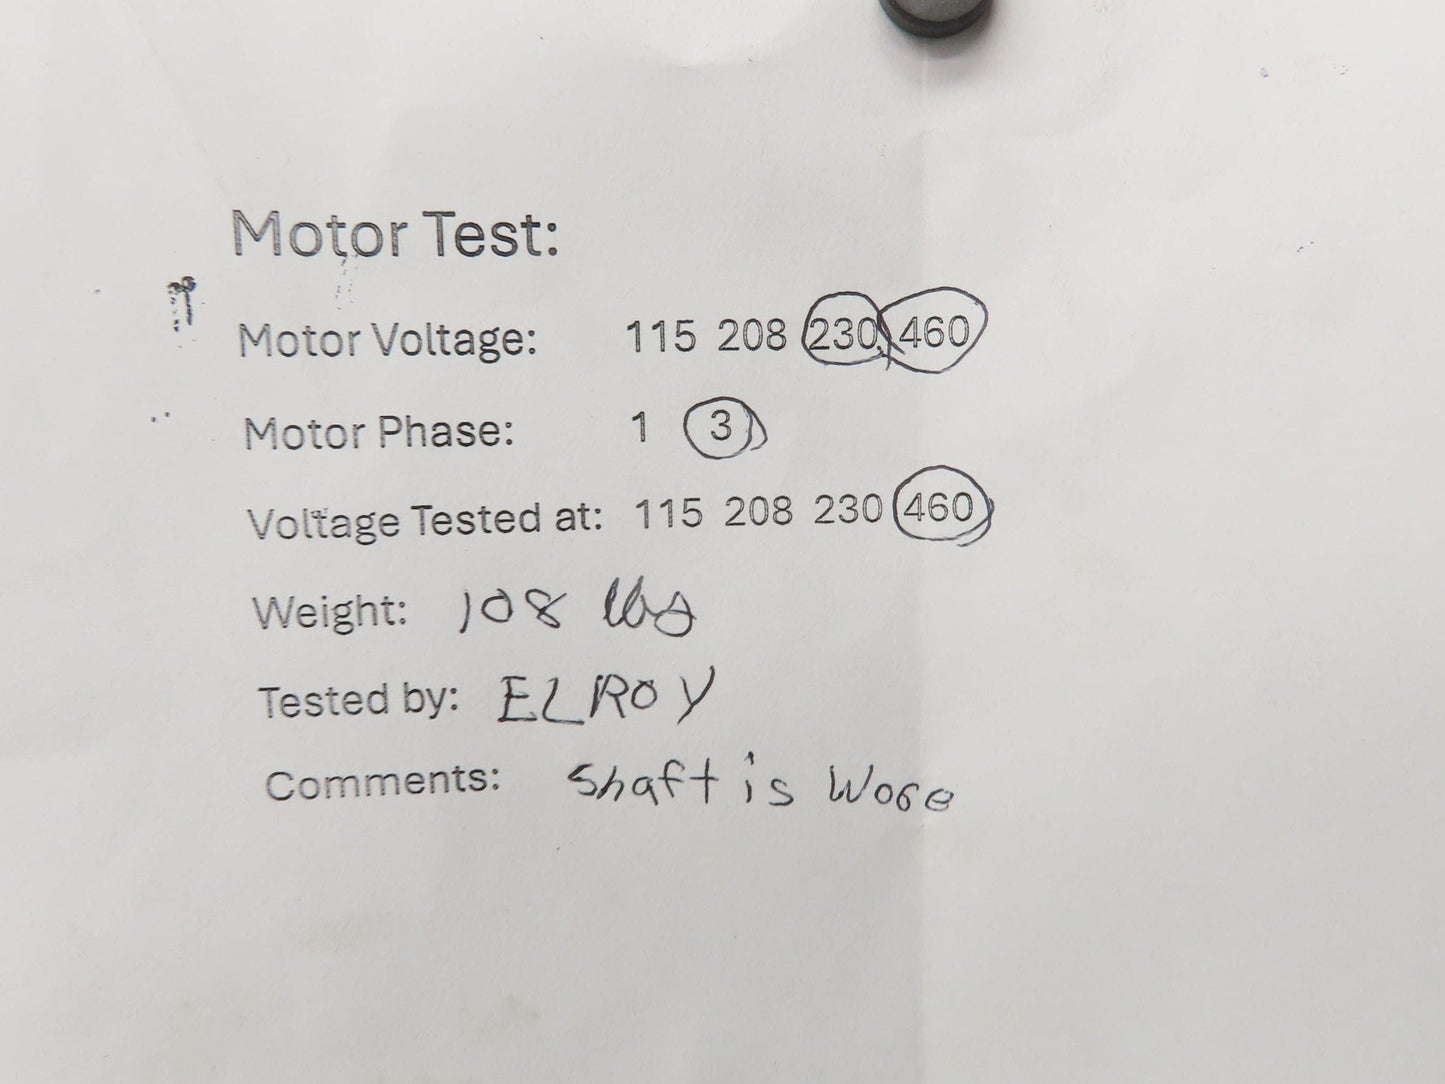 Motor Test:
Motor Voltage: 115 208 230 460
Motor Phase: 1 3
Voltage Tested at: 115 208 230 460
Weight: 108 lbs
Tested by: ELROY
Comments: Shaft is Wore